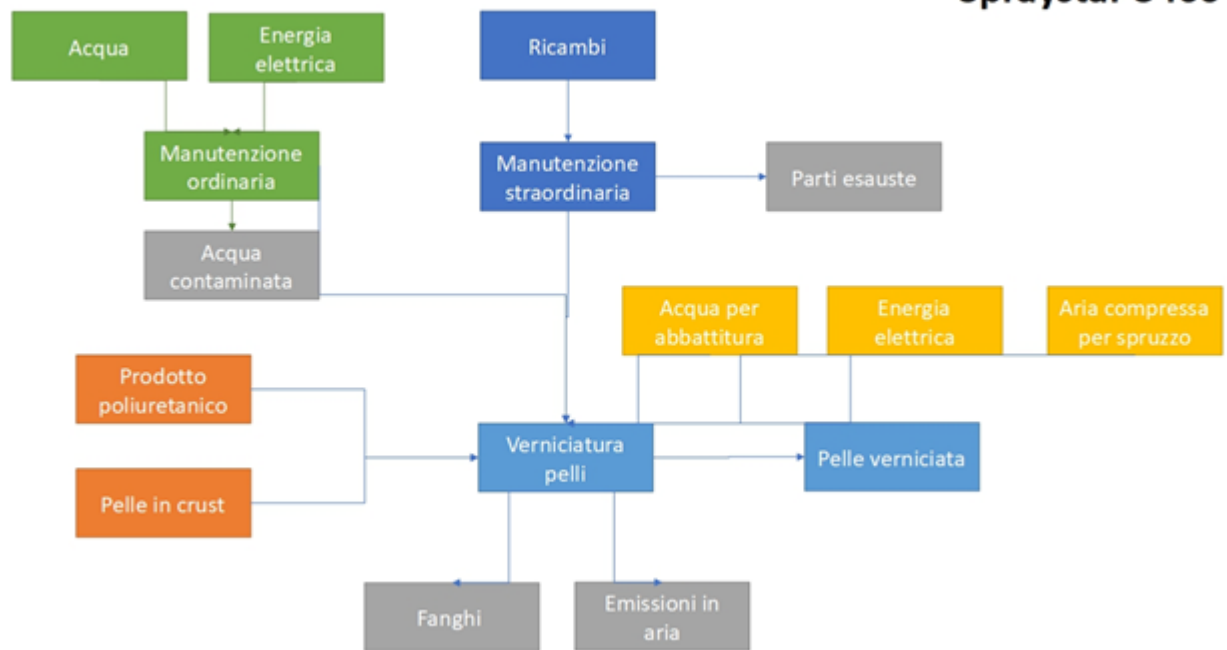 Acqua
Energia
elettrica
Ricambi
Manutenzione
ordinaria
Manutenzione
straordinaria
Parti esauste
Acqua
contaminata
Acqua per
abbattitura
Energia
elettrica
Aria compressa
per spruzzo
Prodotto
poliuretanico
Verniciatura
pelli
Pelle verniciata
Pelle in crust
Fanghi
Emissioni in
aria